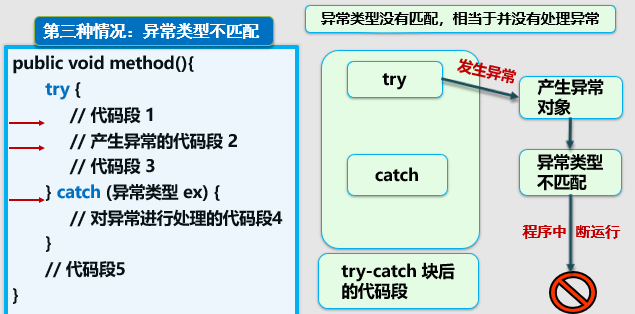 第三种情况：异常类型不匹配
public void method(){
try {
// 代码段 1
// 产生异常的代码段 2
// 代码段 3
} catch (异常类型 ex) {
// 对异常进行处理的代码段4
}
// 代码段5
}
异常类型没有匹配，相当于并没有处理异常
try
发生异常
产生异常
对象
catch
异常类型
不匹配
程序中 断运行
try-catch 块后
的代码段